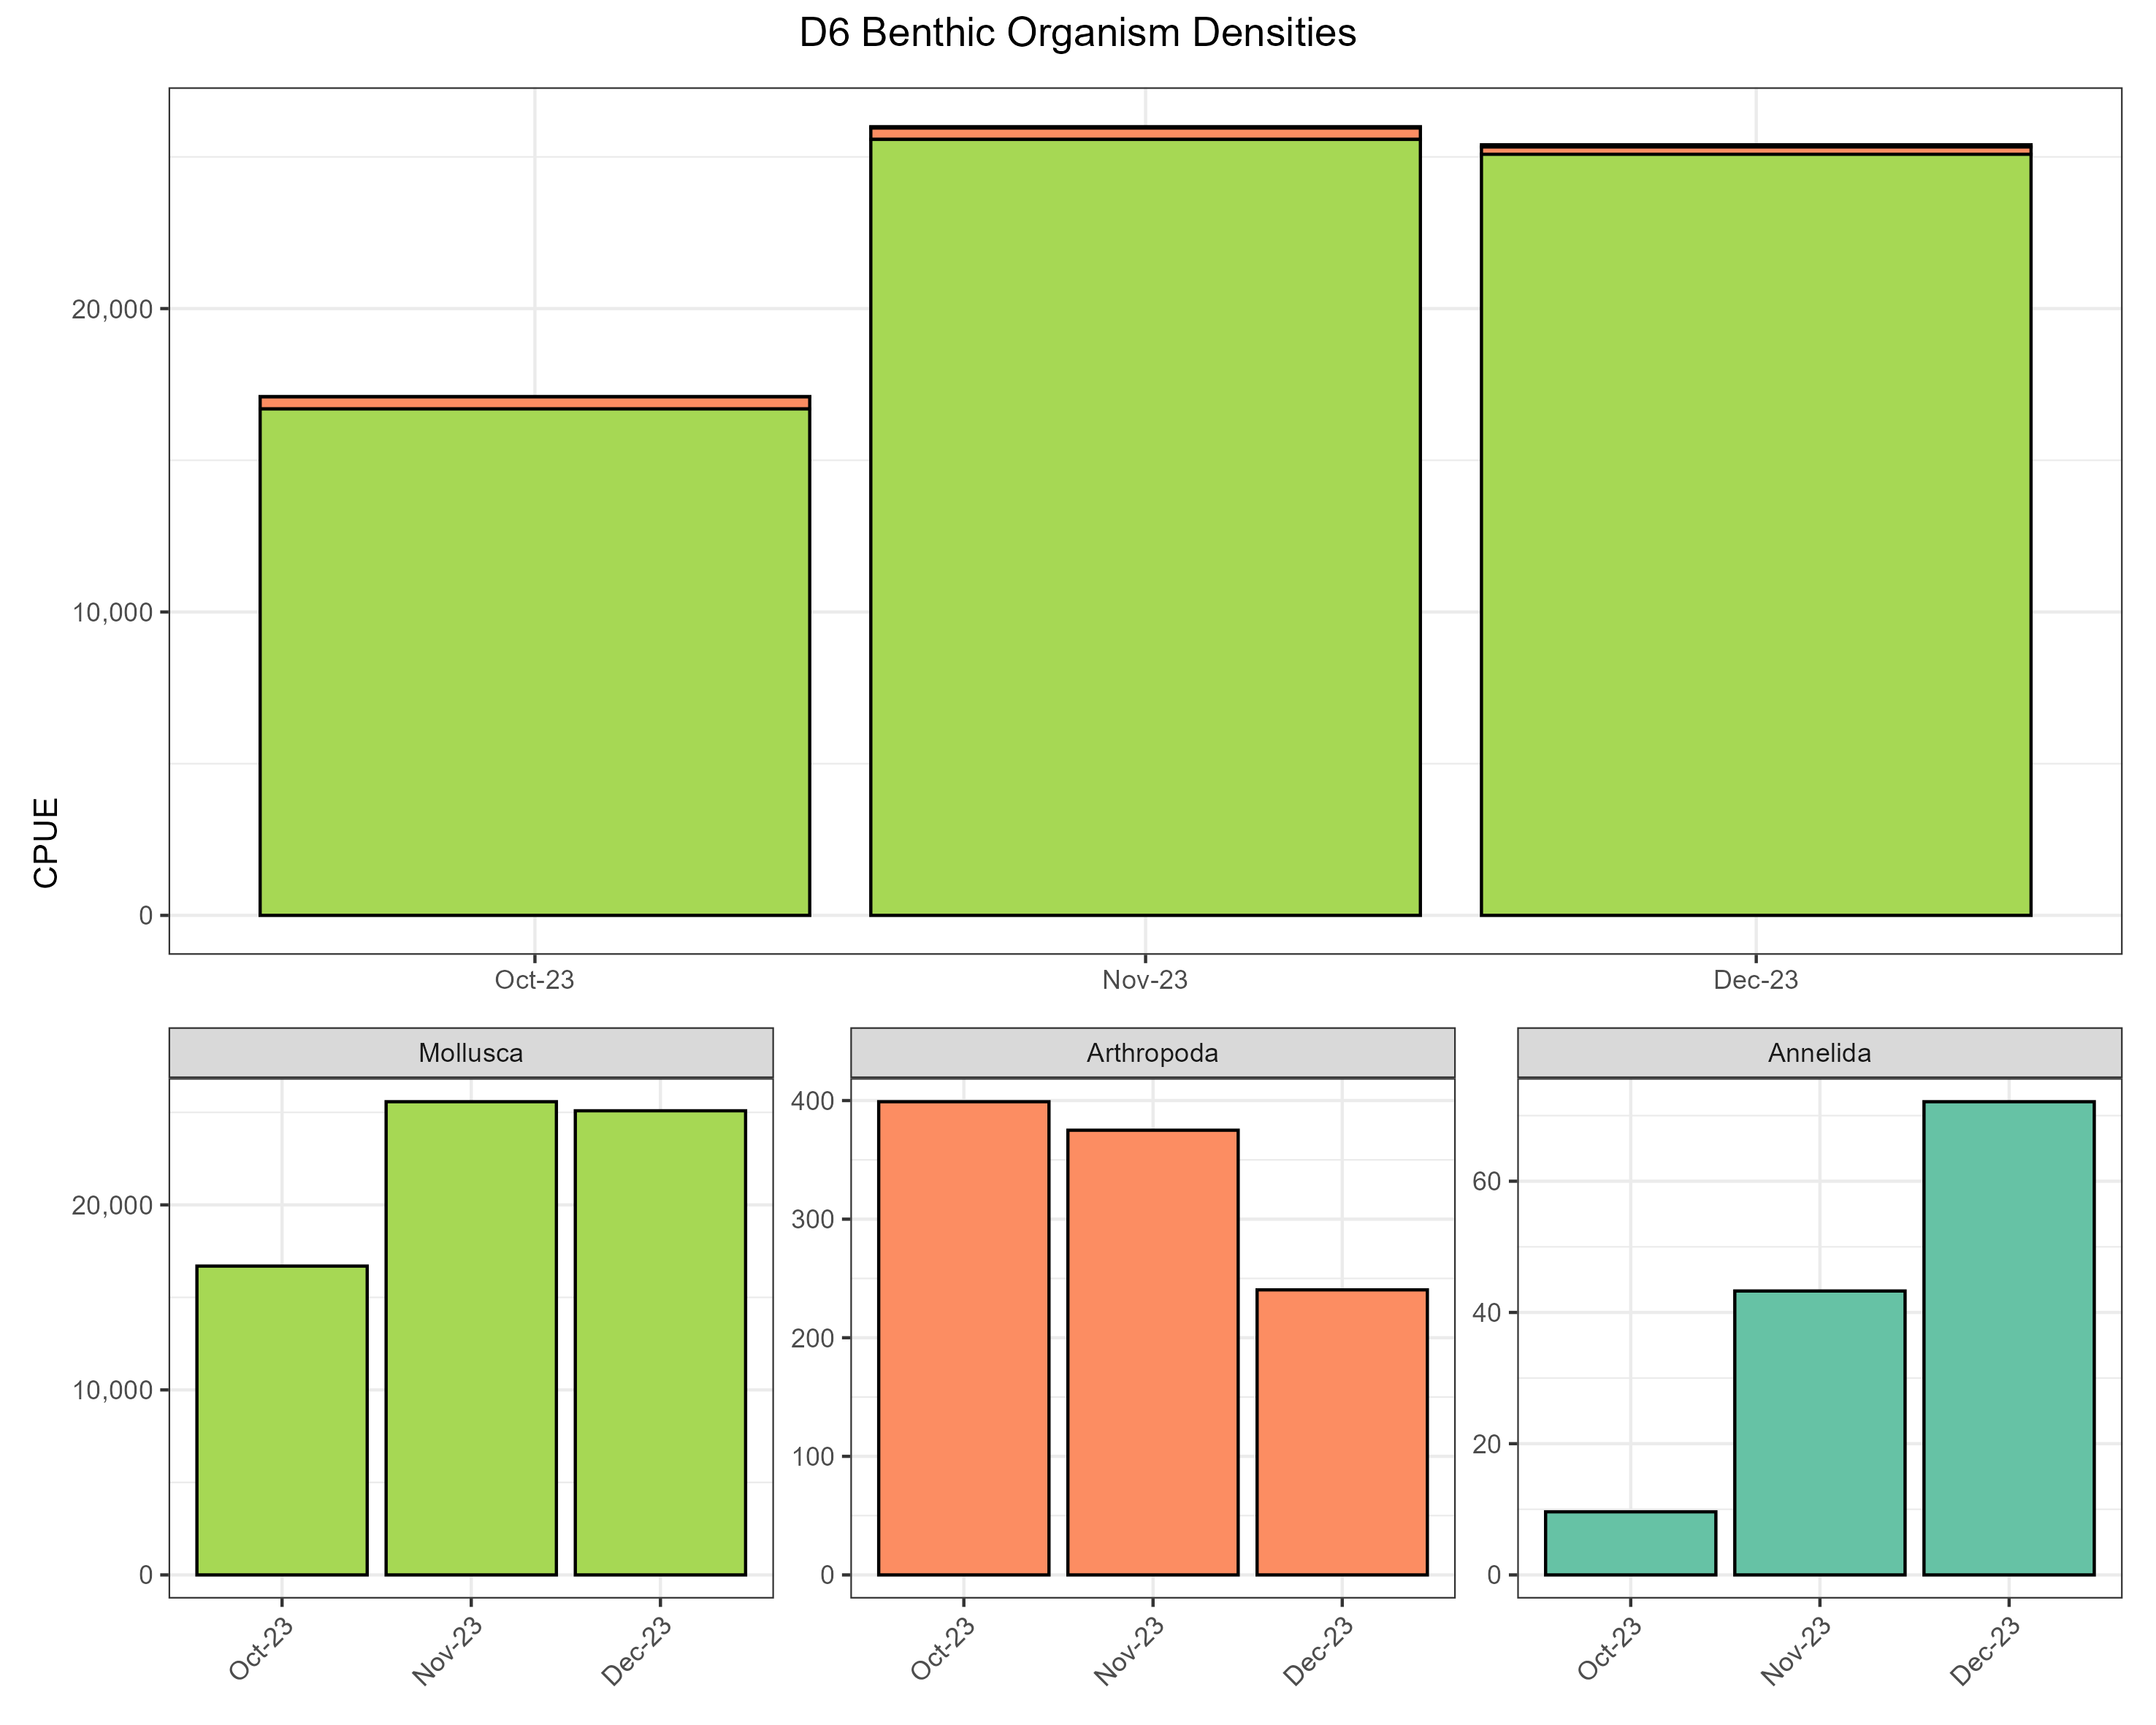 D6 Benthic Organism Densities
CPUE
20,000
10,000
0
Oct-23
Nov-23
Dec-23
Mollusca
Arthropoda
Annelida
20,000
10,000
0
400
300
200
100
0
60
40
20
0
Oct-23
Nov-23
Dec-23
Oct-23
Nov-23
Dec-23
Oct-23
Nov-23
Dec-23